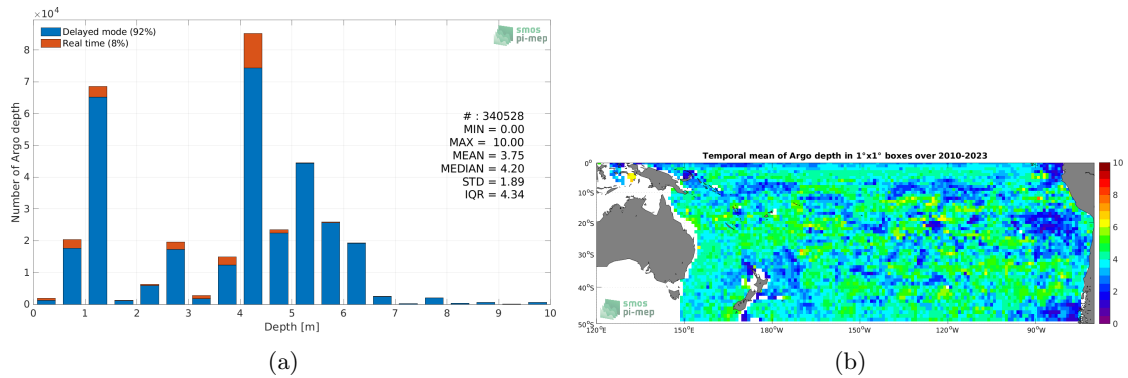 ×10⁴
Delayed mode (92%)
Real time (8%)
smos
pi-mep
8
7
6
5
4
3
2
1
0
Number of Argo depth
# : 340528
MIN = 0.00
MAX = 10.00
MEAN = 3.75
MEDIAN = 4.20
STD = 1.89
IQR = 4.34
0 1 2 3 4 5 6 7 8 9 10
Depth [m]
(a)
Temporal mean of Argo depth in 1°x1° boxes over 2010-2023
0°
10°S
20°S
30°S
40°S
50°S
120°E 150°E 180°W 150°W 120°W 90°W
10
8
6
4
2
0
smos
pi-mep
(b)